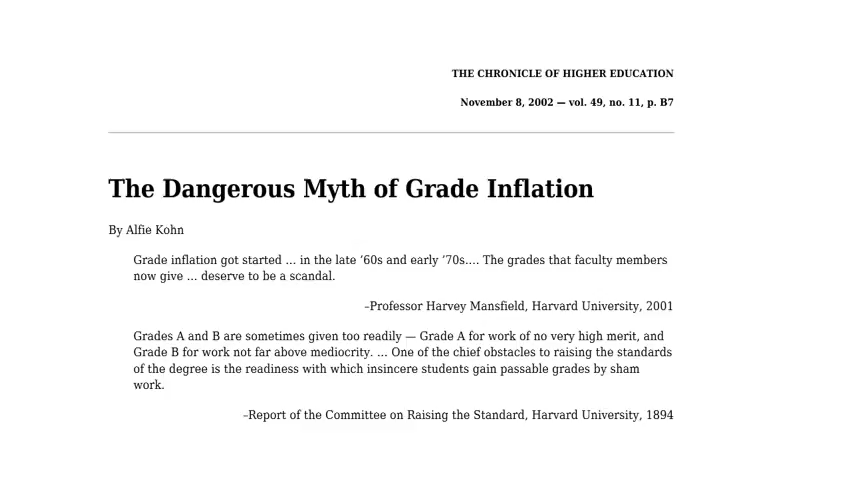 THE CHRONICLE OF HIGHER EDUCATION
November 8, 2002 — vol. 49, no. 11, p. B7
The Dangerous Myth of Grade Inflation
By Alfie Kohn
Grade inflation got started … in the late ’60s and early ’70s…. The grades that faculty members
now give … deserve to be a scandal.
–Professor Harvey Mansfield, Harvard University, 2001
Grades A and B are sometimes given too readily — Grade A for work of no very high merit, and
Grade B for work not far above mediocrity. … One of the chief obstacles to raising the standards
of the degree is the readiness with which insincere students gain passable grades by sham
work.
–Report of the Committee on Raising the Standard, Harvard University, 1894